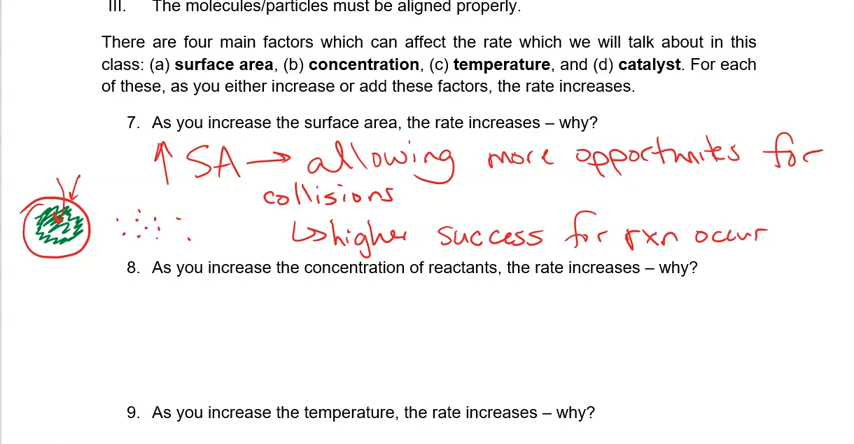 III. The molecules/particles must be aligned properly.
There are four main factors which can affect the rate which we will talk about in this
class: (a) surface area, (b) concentration, (c) temperature, and (d) catalyst. For each
of these, as you either increase or add these factors, the rate increases.
7. As you increase the surface area, the rate increases – why?
↑ SA → allowing more opportunites for
collisions
↳> higher success for rxn occur
8. As you increase the concentration of reactants, the rate increases – why?
9. As you increase the temperature, the rate increases – why?